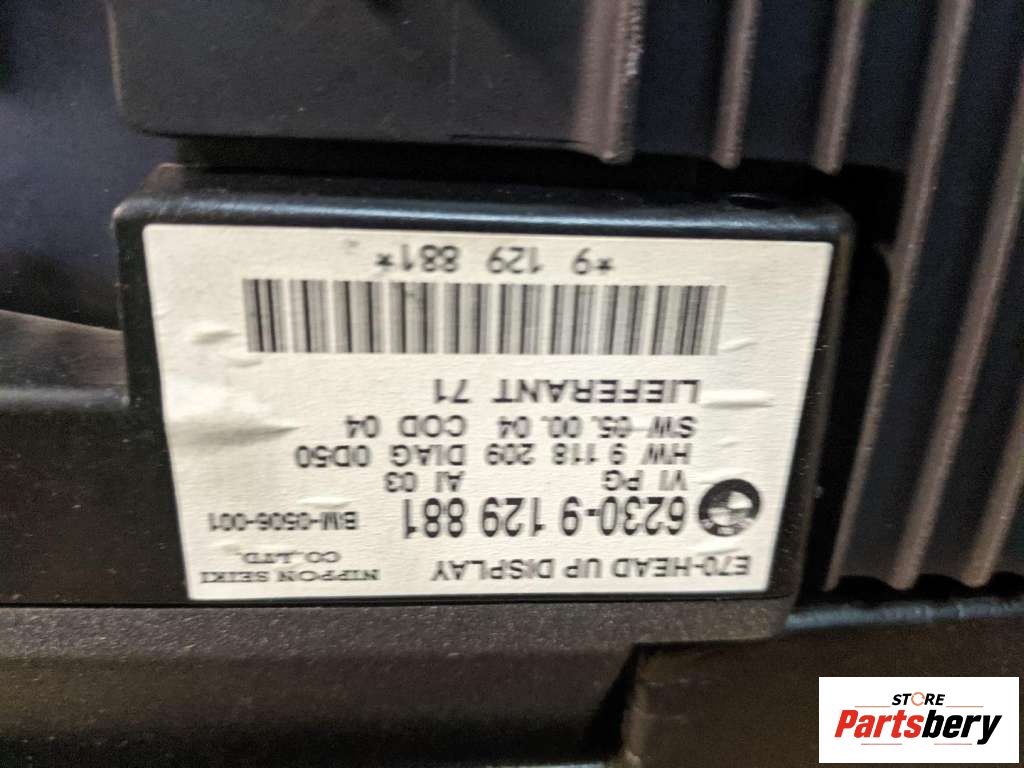 E70-HEAD UP DISPLAY
NIPPON SEIKI
CO.,LTD.
6230-9 129 881
BM-0506-001
VI PG AI 03
HW 9 118 209 DIAG 0D50
SW 05.00.04 COD 04
LIEFERANT 71
*9 129 881*
STORE
Partsbery